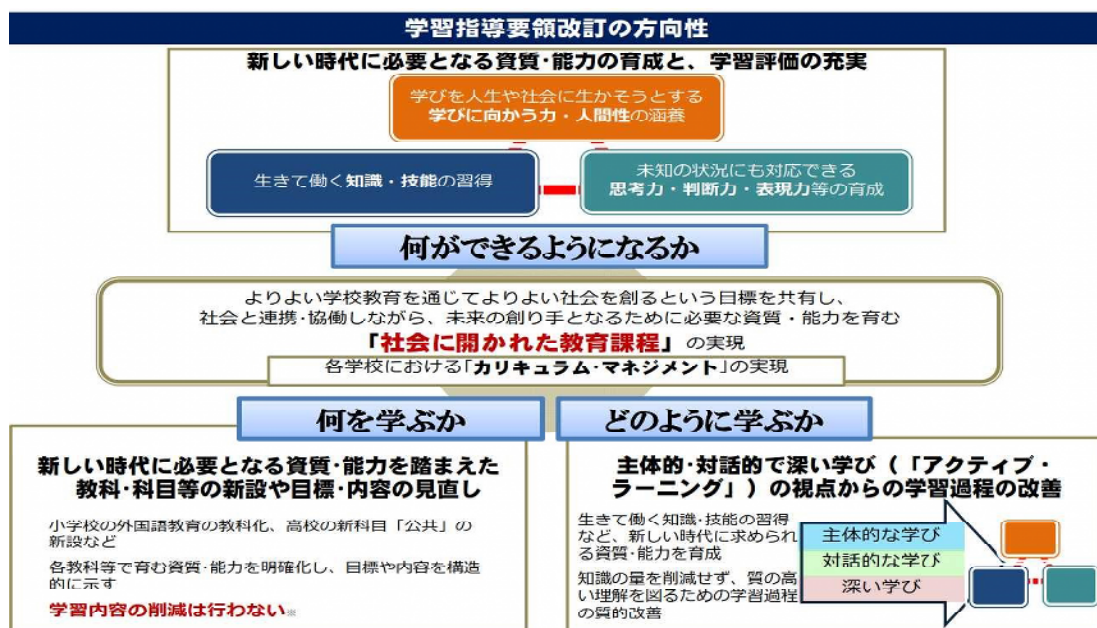 学習指導要領改訂の方向性
新しい時代に必要となる資質･能力の育成と、学習評価の充実
学びを人生や社会に生かそうとする
学びに向かう力・人間性の涵養
生きて働く知識・技能の習得
未知の状況にも対応できる
思考力・判断力・表現力等の育成
何ができるようになるか
よりよい学校教育を通じてよりよい社会を創るという目標を共有し、
社会と連携･協働しながら、未来の創り手となるために必要な資質・能力を育む
「社会に開かれた教育課程」の実現
各学校における｢カリキュラム･マネジメント｣の実現
何を学ぶか
新しい時代に必要となる資質･能力を踏まえた
教科･科目等の新設や目標･内容の見直し
小学校の外国語教育の教科化、高校の新科目「公共」の
新設など
各教科等で育む資質･能力を明確化し、目標や内容を構造
的に示す
学習内容の削減は行わない※
どのように学ぶか
主体的･対話的で深い学び（「アクティブ・
ラーニング」）の視点からの学習過程の改善
生きて働く知識･技能の習得
など、新しい時代に求められ
る資質･能力を育成
知識の量を削減せず、質の高
い理解を図るための学習過程
の質的改善
主体的な学び
対話的な学び
深い学び